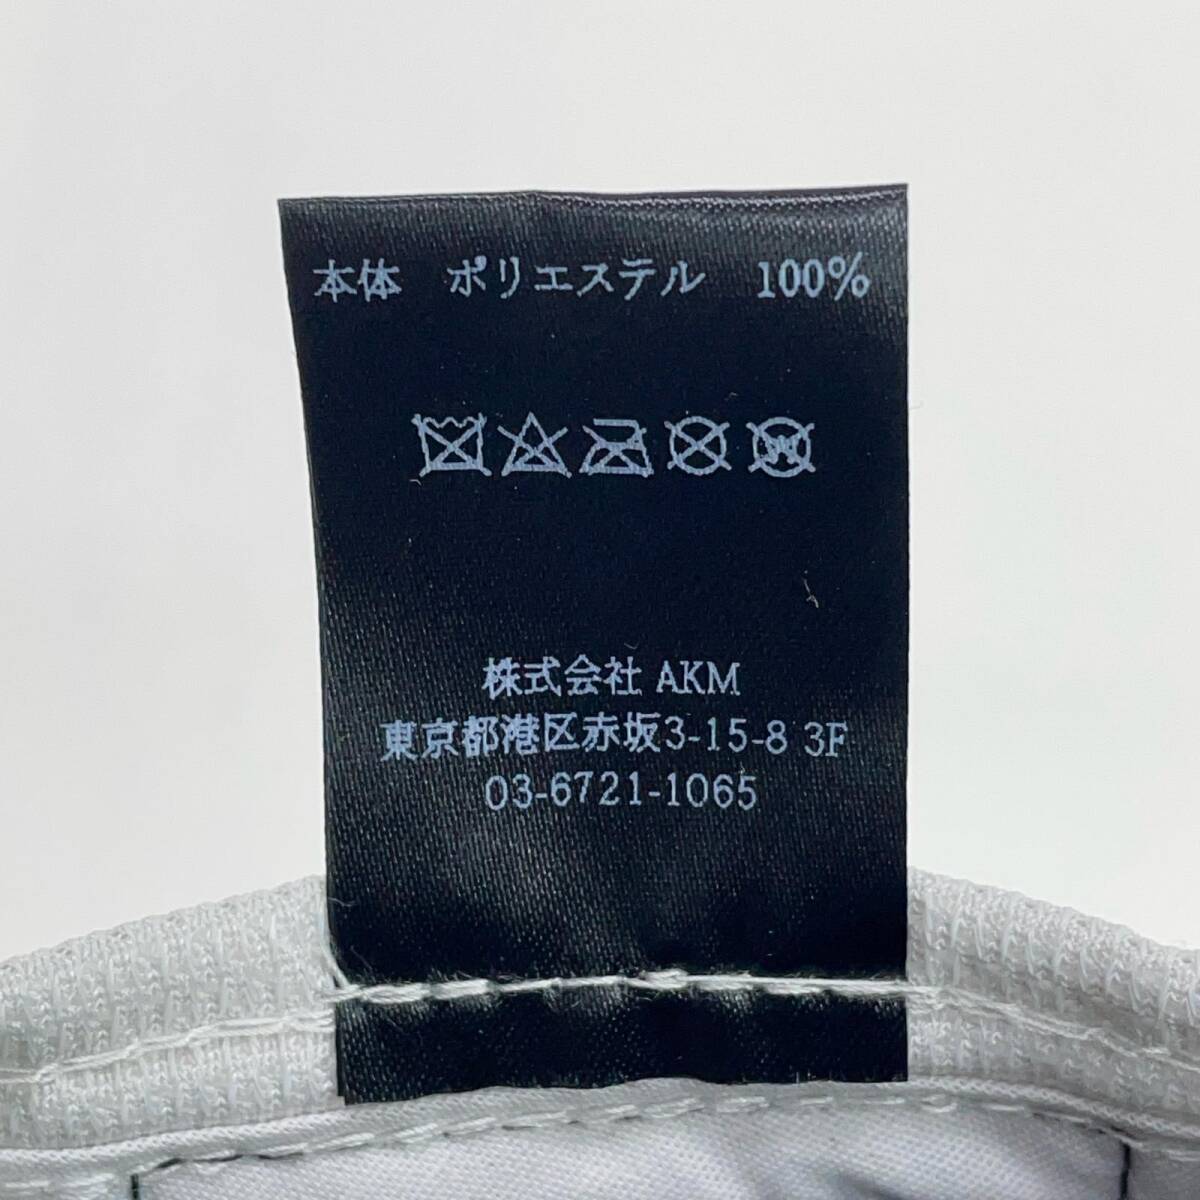 本体 ポリエステル 100%
W
株式会社 AKM
東京都港区赤坂3-15-8 3F
03-6721-1065